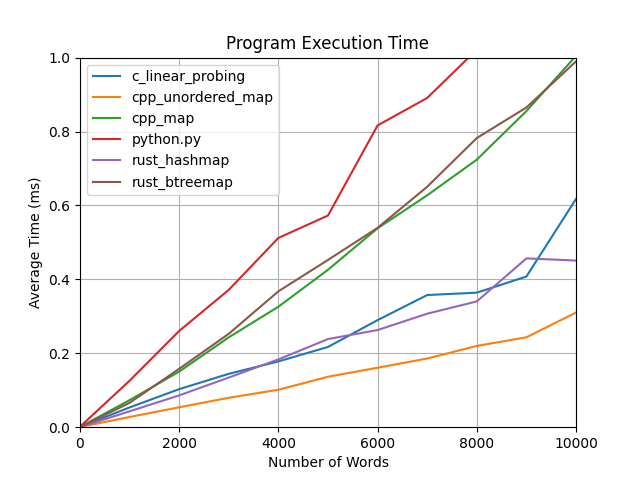 Program Execution Time
1.0
0.8
0.6
0.4
0.2
0.0
Average Time (ms)
c_linear_probing
cpp_unordered_map
cpp_map
python.py
rust_hashmap
rust_btreemap
0 2000 4000 6000 8000 10000
Number of Words